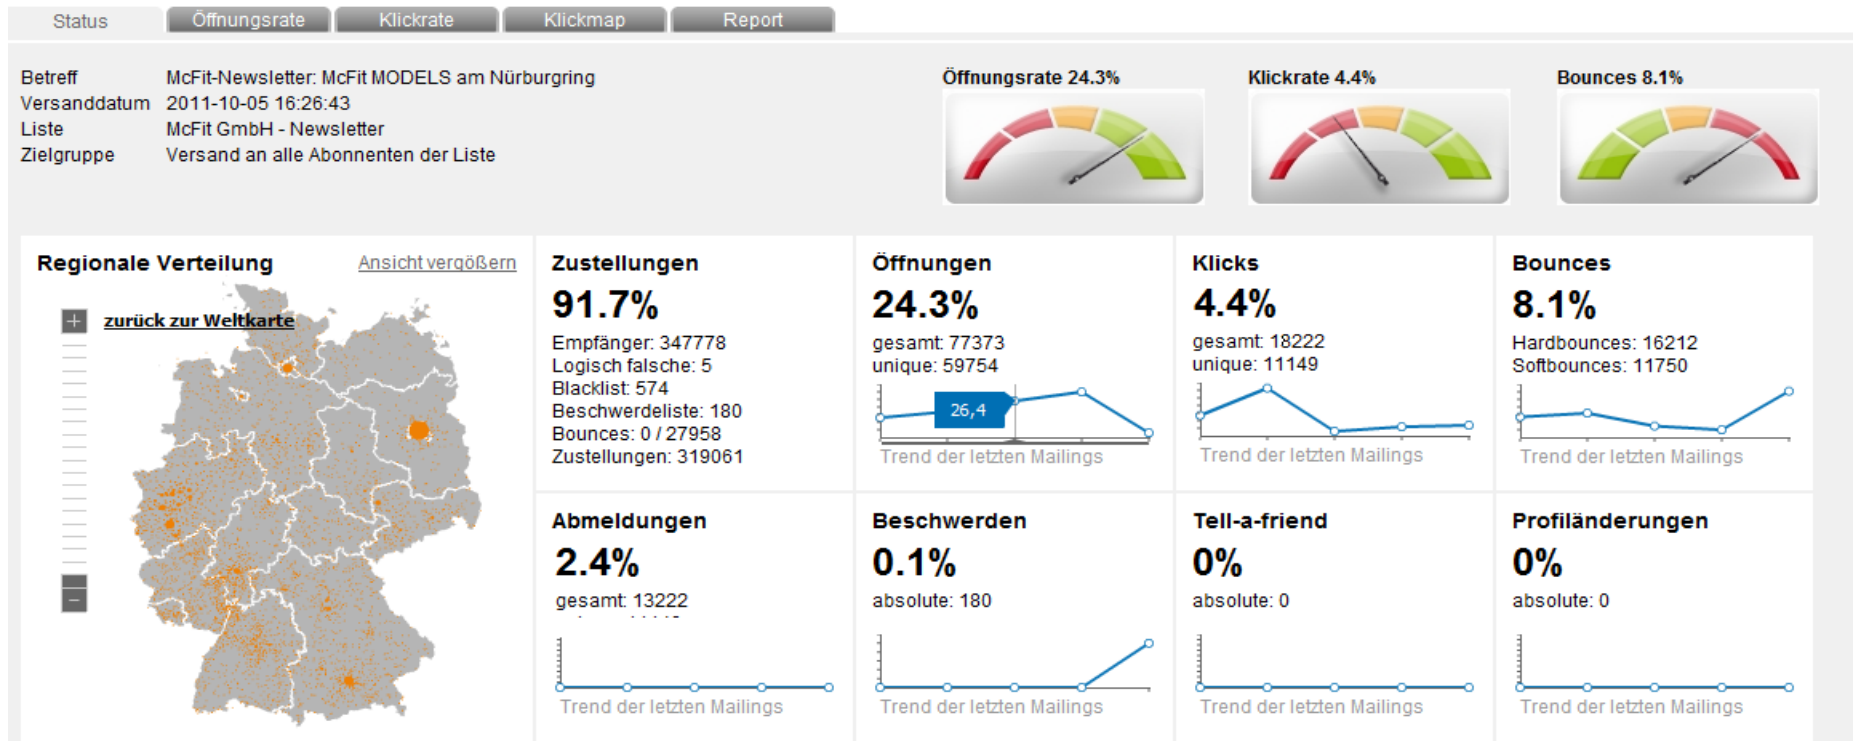 Status
Öffnungsrate
Klickrate
Klickmap
Report
Betreff McFit-Newsletter: McFit MODELS am Nürburgring
Versanddatum 2011-10-05 16:26:43
Liste McFit GmbH - Newsletter
Zielgruppe Versand an alle Abonnenten der Liste
Öffnungsrate 24.3%
Klickrate 4.4%
Bounces 8.1%
Regionale Verteilung
Ansicht vergößern
+
zurück zur Weltkarte
−
Zustellungen
91.7%
Empfänger: 347778
Logisch falsche: 5
Blacklist: 574
Beschwerdeliste: 180
Bounces: 0 / 27958
Zustellungen: 319061
Öffnungen
24.3%
gesamt: 77373
unique: 59754
26,4
Trend der letzten Mailings
Klicks
4.4%
gesamt: 18222
unique: 11149
Trend der letzten Mailings
Bounces
8.1%
Hardbounces: 16212
Softbounces: 11750
Trend der letzten Mailings
Abmeldungen
2.4%
gesamt: 13222
Trend der letzten Mailings
Beschwerden
0.1%
absolute: 180
Trend der letzten Mailings
Tell-a-friend
0%
absolute: 0
Trend der letzten Mailings
Profiländerungen
0%
absolute: 0
Trend der letzten Mailings